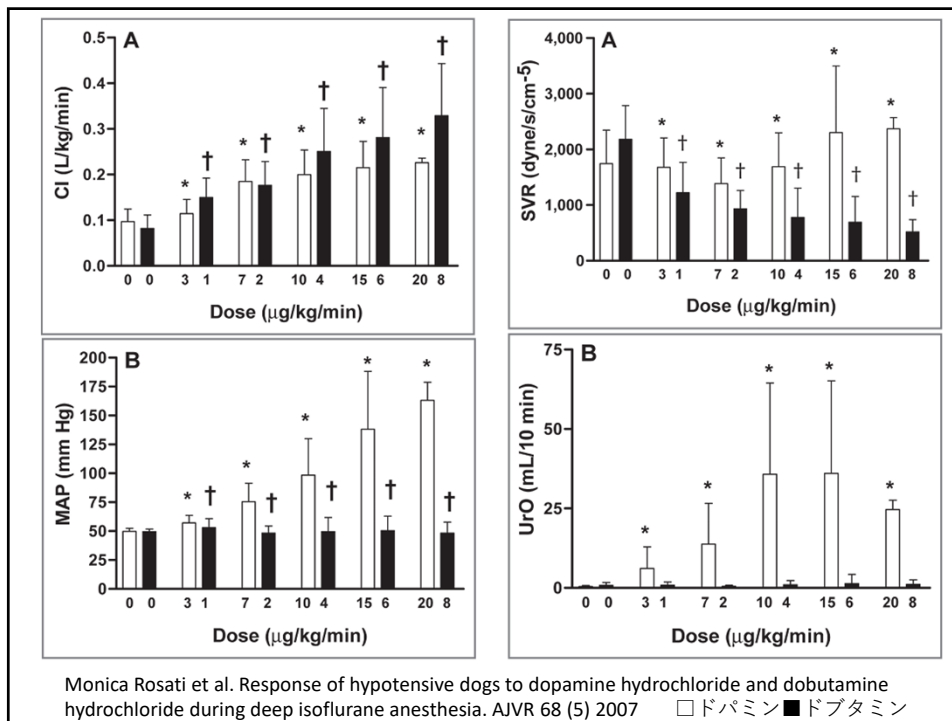 A
0.5
0.4
0.3
0.2
0.1
0.0
CI (L/kg/min)
* * * * *
† † † † †
0 0 3 1 7 2 10 4 15 6 20 8
Dose (µg/kg/min)
A
4,000
3,000
2,000
1,000
0
SVR (dyne/s/cm-5)
* * * * *
† † † † †
0 0 3 1 7 2 10 4 15 6 20 8
Dose (µg/kg/min)
B
200
175
150
125
100
75
50
25
0
MAP (mm Hg)
* * * * *
† † † † †
0 0 3 1 7 2 10 4 15 6 20 8
Dose (µg/kg/min)
B
75
50
25
0
UrO (mL/10 min)
* * * * *
0 0 3 1 7 2 10 4 15 6 20 8
Dose (µg/kg/min)
Monica Rosati et al. Response of hypotensive dogs to dopamine hydrochloride and dobutamine
hydrochloride during deep isoflurane anesthesia. AJVR 68 (5) 2007 □ドパミン■ドブタミン